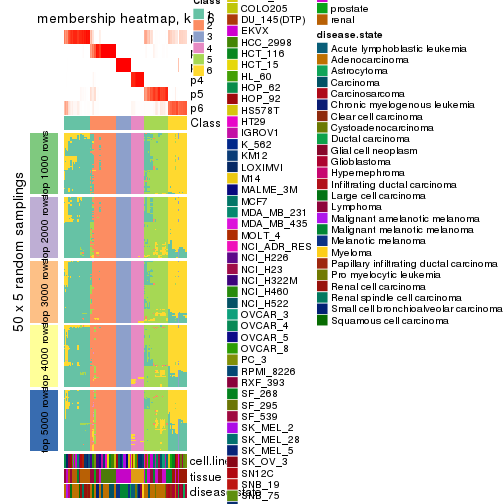 membership heatmap, k = 6
p4
p5
p6
Class
50 x 5 random samplings
top 1000 rows
top 2000 rows
top 3000 rows
top 4000 rows
top 5000 rows
cell.line
tissue
disease.state
Class
1
2
3
4
5
6
COLO205
DU_145(DTP)
EKVX
HCC_2998
HCT_116
HCT_15
HL_60
HOP_62
HOP_92
HS578T
HT29
IGROV1
K_562
KM12
LOXIMVI
M14
MALME_3M
MCF7
MDA_MB_231
MDA_MB_435
MOLT_4
NCI_ADR_RES
NCI_H226
NCI_H23
NCI_H322M
NCI_H460
NCI_H522
OVCAR_3
OVCAR_4
OVCAR_5
OVCAR_8
PC_3
RPMI_8226
RXF_393
SF_268
SF_295
SF_539
SK_MEL_2
SK_MEL_28
SK_MEL_5
SK_OV_3
SN12C
SNB_19
SNB_75
prostate
renal
disease.state
Acute lymphoblastic leukemia
Adenocarcinoma
Astrocytoma
Carcinoma
Carcinosarcoma
Chronic myelogenous leukemia
Clear cell carcinoma
Cystoadenocarcinoma
Ductal carcinoma
Glial cell neoplasm
Glioblastoma
Hypernephroma
Infiltrating ductal carcinoma
Large cell carcinoma
Lymphoma
Malignant amelanotic melanoma
Malignant melanotic melanoma
Melanotic melanoma
Myeloma
Papillary infiltrating ductal carcinoma
Pro myelocytic leukemia
Renal cell carcinoma
Renal spindle cell carcinoma
Small cell bronchioalveolar carcinoma
Squamous cell carcinoma